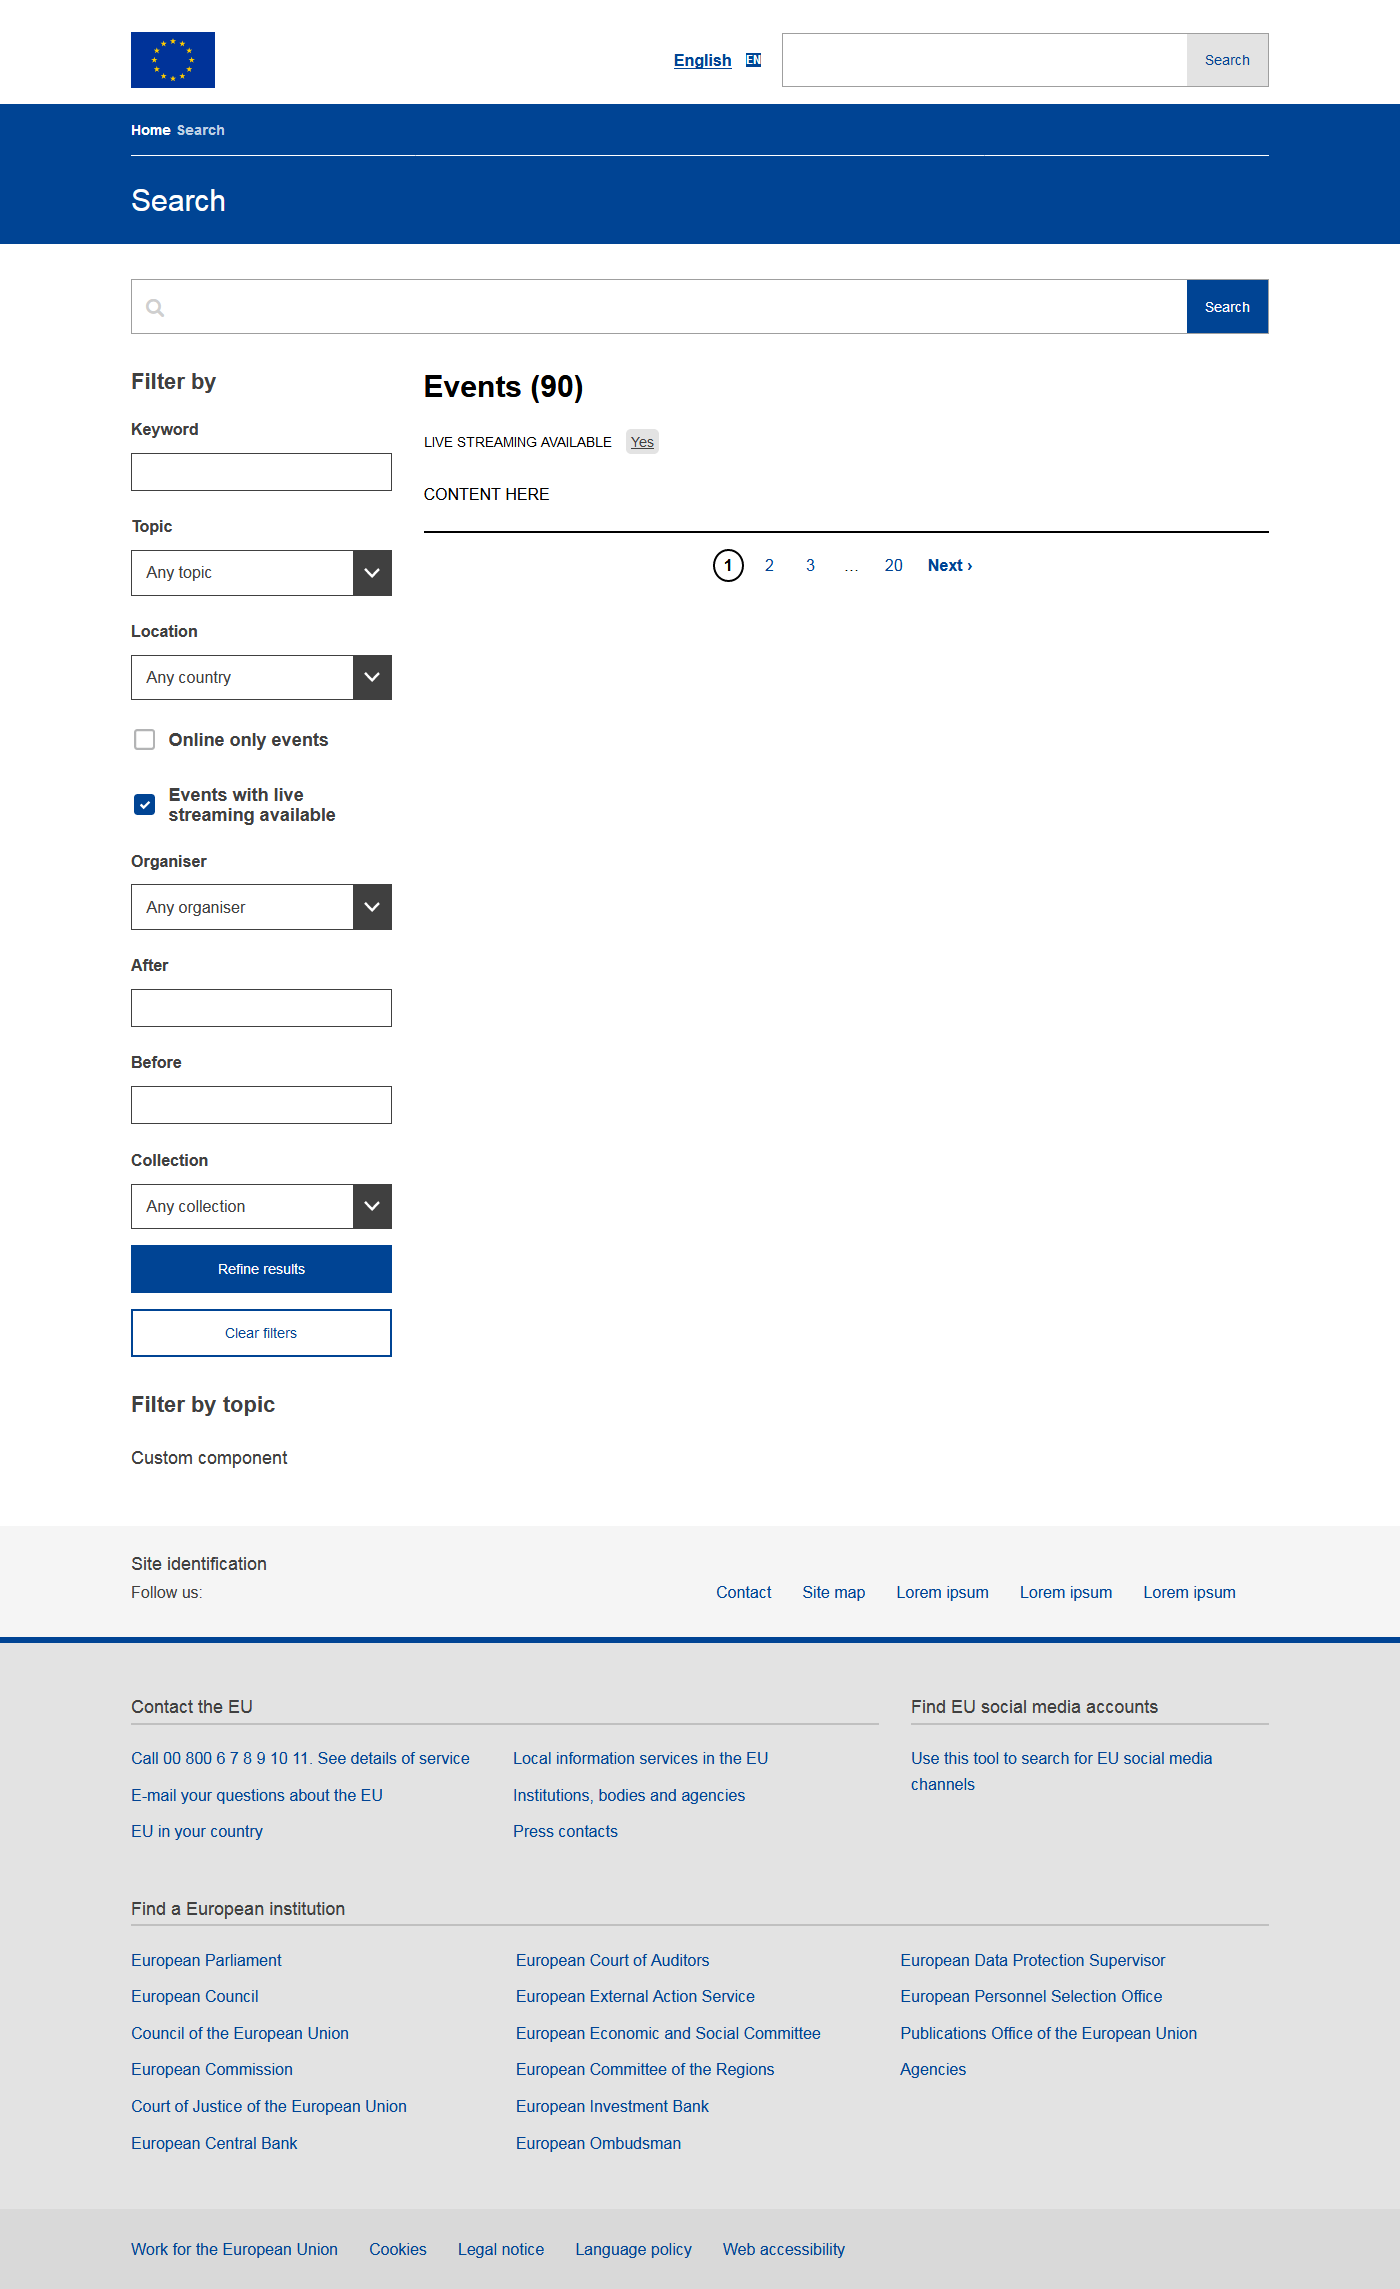 English EN Search
Home Search
Search
Search
Filter by
Keyword
Topic
Any topic
Location
Any country
Online only events
Events with live
streaming available
Organiser
Any organiser
After
Before
Collection
Any collection
Refine results
Clear filters
Filter by topic
Custom component
Events (90)
LIVE STREAMING AVAILABLE Yes
CONTENT HERE
1 2 3 ... 20 Next ›
Site identification
Follow us:
Contact Site map Lorem ipsum Lorem ipsum Lorem ipsum
Contact the EU
Call 00 800 6 7 8 9 10 11. See details of service
E-mail your questions about the EU
EU in your country
Local information services in the EU
Institutions, bodies and agencies
Press contacts
Find EU social media accounts
Use this tool to search for EU social media
channels
Find a European institution
European Parliament
European Council
Council of the European Union
European Commission
Court of Justice of the European Union
European Central Bank
European Court of Auditors
European External Action Service
European Economic and Social Committee
European Committee of the Regions
European Investment Bank
European Ombudsman
European Data Protection Supervisor
European Personnel Selection Office
Publications Office of the European Union
Agencies
Work for the European Union Cookies Legal notice Language policy Web accessibility